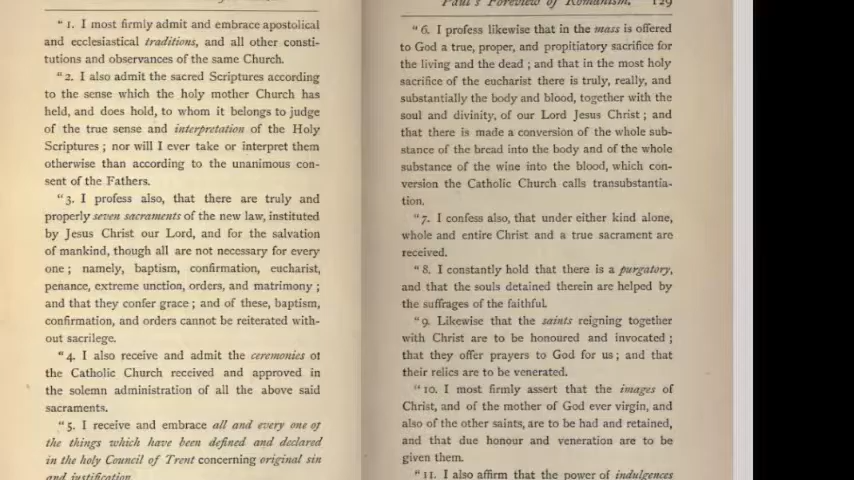 "1. I most firmly admit and embrace apostolical
and ecclesiastical traditions, and all other consti-
tutions and observances of the same Church.
"2. I also admit the sacred Scriptures according
to the sense which the holy mother Church has
held, and does hold, to whom it belongs to judge
of the true sense and interpretation of the Holy
Scriptures ; nor will I ever take or interpret them
otherwise than according to the unanimous con-
sent of the Fathers.
"3. I profess also, that there are truly and
properly seven sacraments of the new law, instituted
by Jesus Christ our Lord, and for the salvation
of mankind, though all are not necessary for every
one ; namely, baptism, confirmation, eucharist,
penance, extreme unction, orders, and matrimony ;
and that they confer grace ; and of these, baptism,
confirmation, and orders cannot be reiterated with-
out sacrilege.
"4. I also receive and admit the ceremonies of
the Catholic Church received and approved in
the solemn administration of all the above said
sacraments.
"5. I receive and embrace all and every one of
the things which have been defined and declared
in the holy Council of Trent concerning original sin
and justification.
Paul's Foreview of Romanism. 129
"6. I profess likewise that in the mass is offered
to God a true, proper, and propitiatory sacrifice for
the living and the dead ; and that in the most holy
sacrifice of the eucharist there is truly, really, and
substantially the body and blood, together with the
soul and divinity, of our Lord Jesus Christ ; and
that there is made a conversion of the whole sub-
stance of the bread into the body and of the whole
substance of the wine into the blood, which con-
version the Catholic Church calls transubstantia-
tion.
"7. I confess also, that under either kind alone,
whole and entire Christ and a true sacrament are
received.
"8. I constantly hold that there is a purgatory,
and that the souls detained therein are helped by
the suffrages of the faithful.
"9. Likewise that the saints reigning together
with Christ are to be honoured and invocated ;
that they offer prayers to God for us ; and that
their relics are to be venerated.
"10. I most firmly assert that the images of
Christ, and of the mother of God ever virgin, and
also of the other saints, are to be had and retained,
and that due honour and veneration are to be
given them.
"11. I also affirm that the power of indulgences